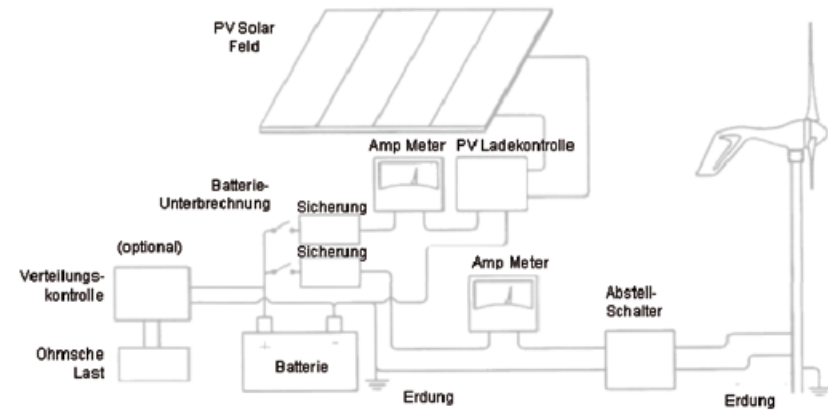 PV Solar
Feld
Amp Meter
PV Ladekontrolle
Batterie-
Unterbrechnung
Sicherung
(optional)
Sicherung
Amp Meter
Vertellungs-
kontrolle
Abstell-
Schalter
Ohmsche
Last
+
-
Batterie
Erdung
Erdung